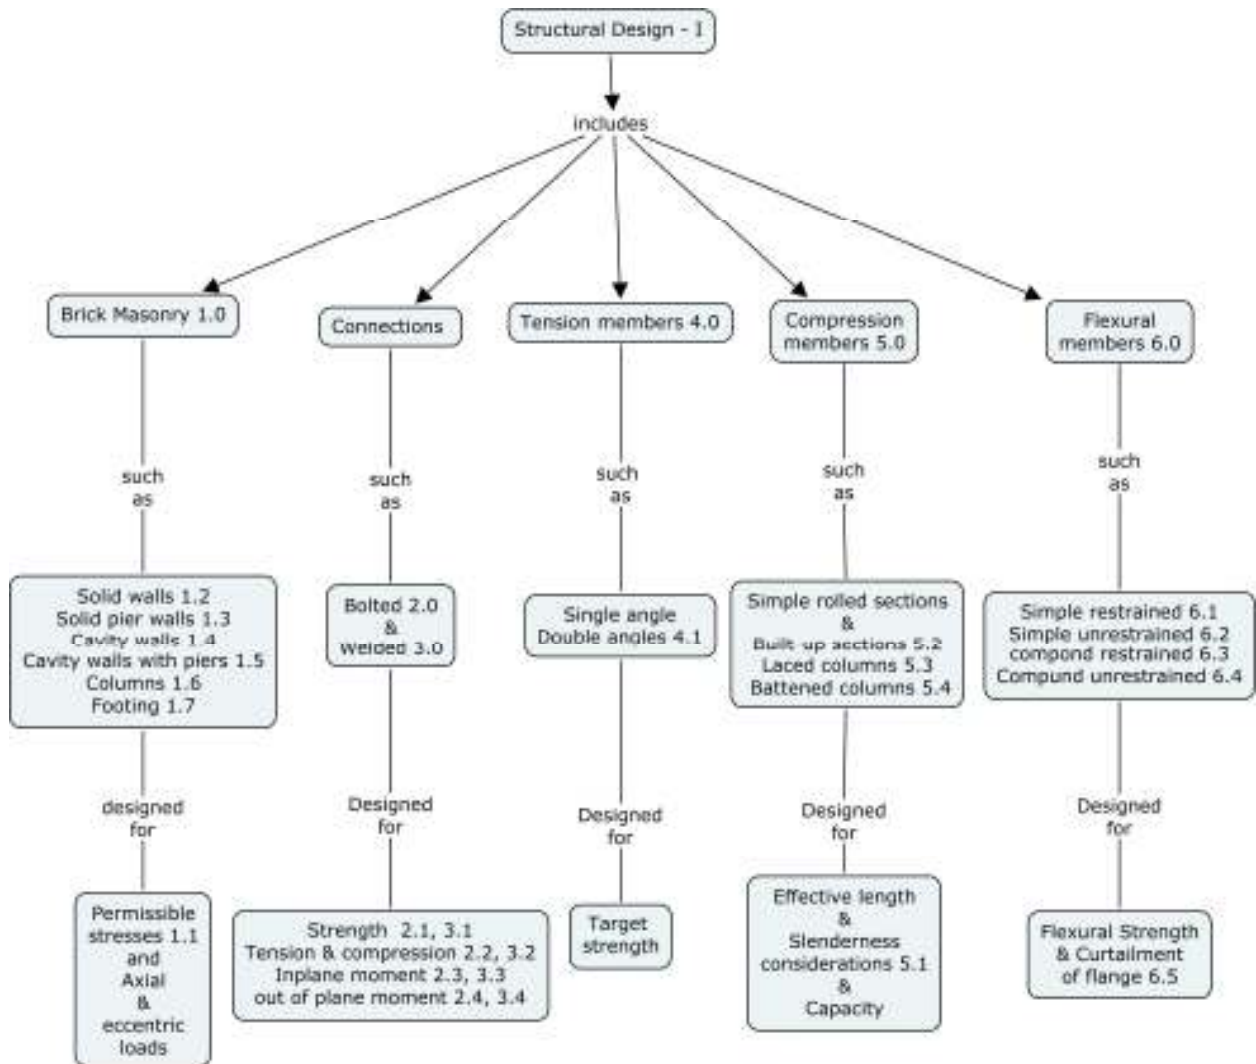 Structural Design - I
includes
Brick Masonry 1.0
Connections
Tension members 4.0
Compression
members 5.0
Flexural
members 6.0
such
as
such
as
such
as
such
as
such
as
Solid walls 1.2
Solid pier walls 1.3
Cavity walls 1.4
Cavity walls with piers 1.5
Columns 1.6
Footing 1.7
Bolted 2.0
&
Welded 3.0
Single angle
Double angles 4.1
Simple rolled sections
&
Built up sections 5.2
Laced columns 5.3
Battened columns 5.4
Simple restrained 6.1
Simple unrestrained 6.2
compond restrained 6.3
Compund unrestrained 6.4
designed
for
Designed
for
Designed
for
Designed
for
Designed
for
Permissible
stresses 1.1
and
Axial
&
eccentric
loads
Strength 2.1, 3.1
Tension & compression 2.2, 3.2
Inplane moment 2.3, 3.3
out of plane moment 2.4, 3.4
Target
strength
Effective length
&
Slenderness
considerations 5.1
&
Capacity
Flexural Strength
& Curtailment
of flange 6.5